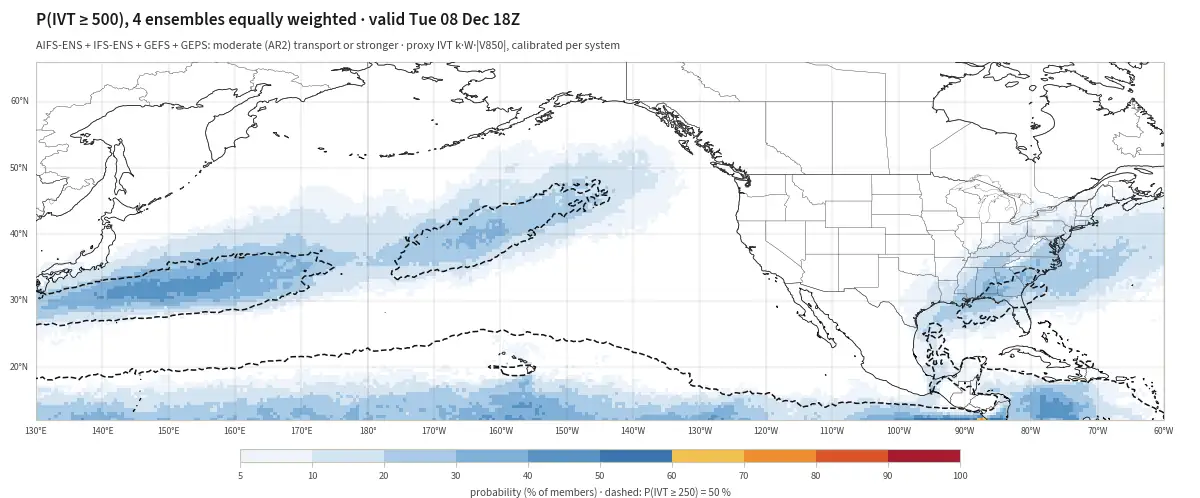 P(IVT ≥ 500), 4 ensembles equally weighted · valid Tue 08 Dec 18Z
AIFS-ENS + IFS-ENS + GEFS + GEPS: moderate (AR2) transport or stronger · proxy IVT k·W·|V850|, calibrated per system
60°N
50°N
40°N
30°N
20°N
130°E 140°E 150°E 160°E 170°E 180° 170°W 160°W 150°W 140°W 130°W 120°W 110°W 100°W 90°W 80°W 70°W 60°W
5 10 20 30 40 50 60 70 80 90 100
probability (% of members) · dashed: P(IVT ≥ 250) = 50 %